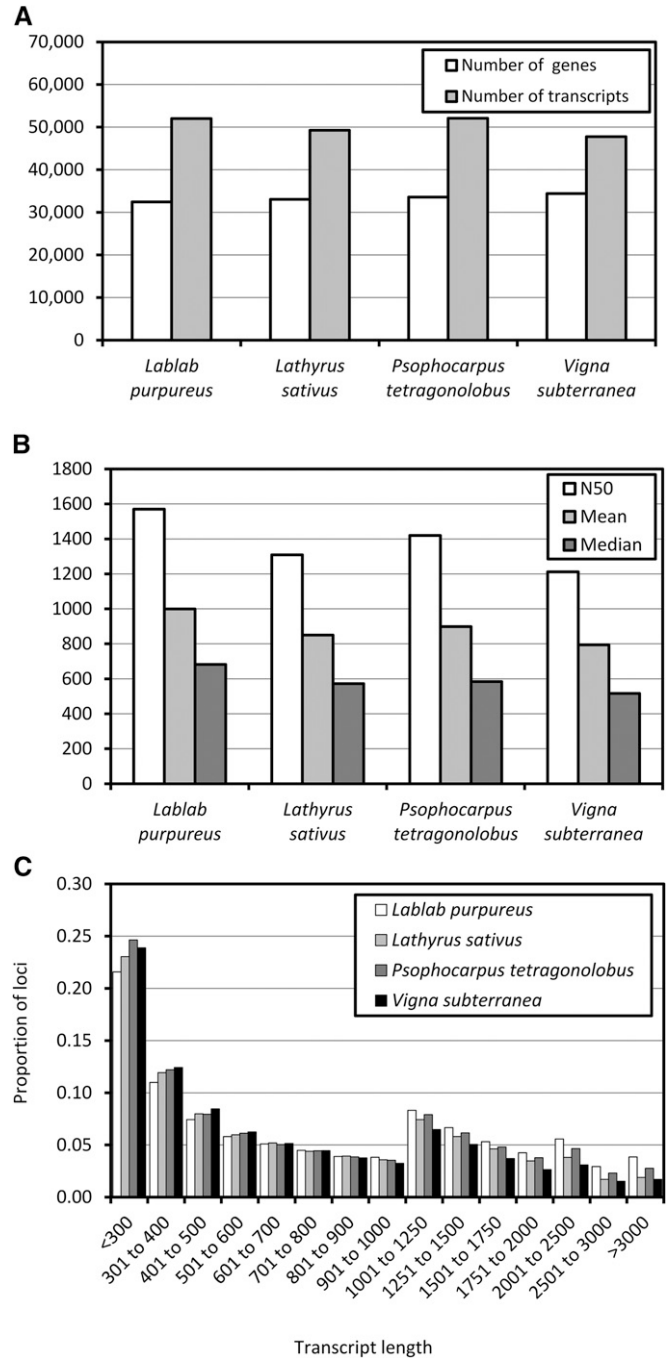 A
70,000
60,000
50,000
40,000
30,000
20,000
10,000
0
Number of genes
Number of transcripts
Lablab purpureus
Lathyrus sativus
Psophocarpus tetragonolobus
Vigna subterranea
B
1800
1600
1400
1200
1000
800
600
400
200
0
N50
Mean
Median
Lablab purpureus
Lathyrus sativus
Psophocarpus tetragonolobus
Vigna subterranea
C
Proportion of loci
0.30
0.25
0.20
0.15
0.10
0.05
0.00
Lablab purpureus
Lathyrus sativus
Psophocarpus tetragonolobus
Vigna subterranea
<300
301 to 400
401 to 500
501 to 600
601 to 700
701 to 800
801 to 900
901 to 1000
1001 to 1250
1251 to 1500
1501 to 1750
1751 to 2000
2001 to 2500
2501 to 3000
>3000
Transcript length